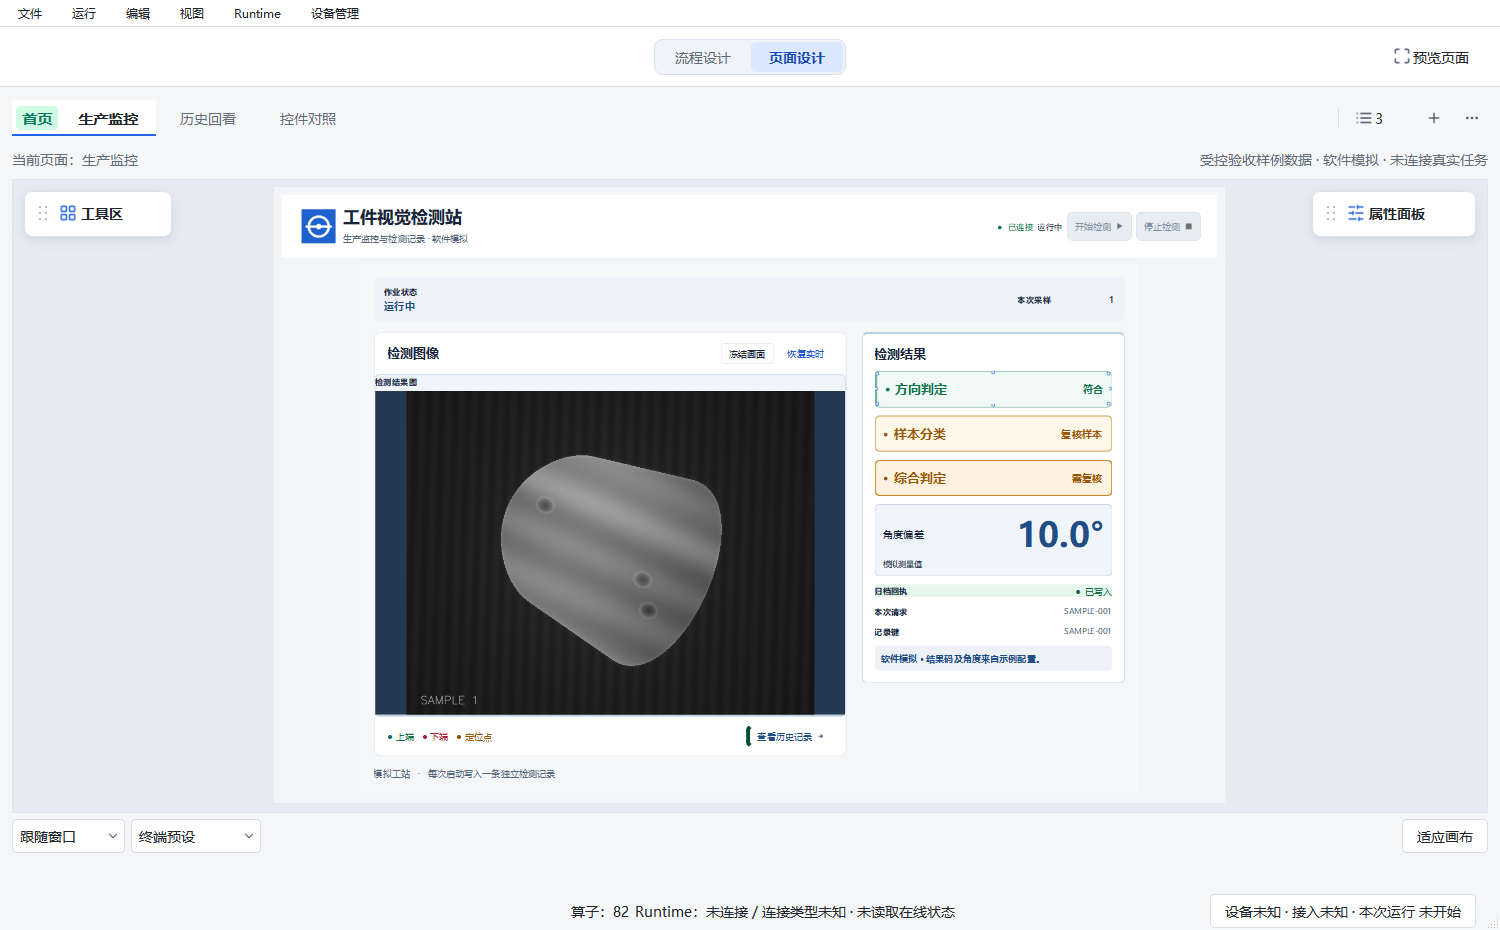 文件 运行 编辑 视图 Runtime 设备管理
流程设计 页面设计 预览页面
首页 生产监控 历史回看 控件对照 3
当前页面：生产监控 受控验收样例数据 · 软件模拟 · 未连接真实任务
工具区 属性面板
工件视觉检测站
生产监控与检测记录 · 软件模拟
已连接 运行中 开始检测 停止检测
作业状态
运行中
本次采样 1
检测图像 冻结画面 恢复实时
检测结果图
SAMPLE 1
上端 下端 定位点 查看历史记录
检测结果
方向判定 符合
样本分类 复核样本
综合判定 需复核
角度偏差 10.0°
模拟测量值
归档回执 已写入
本次请求 SAMPLE-001
记录键 SAMPLE-001
软件模拟 • 结果码及角度来自示例配置。
模拟工站 · 每次启动写入一条独立检测记录
跟随窗口 终端预设 适应画布
算子：82 Runtime：未连接 / 连接类型未知 · 未读取在线状态
设备未知 · 接入未知 · 本次运行 未开始